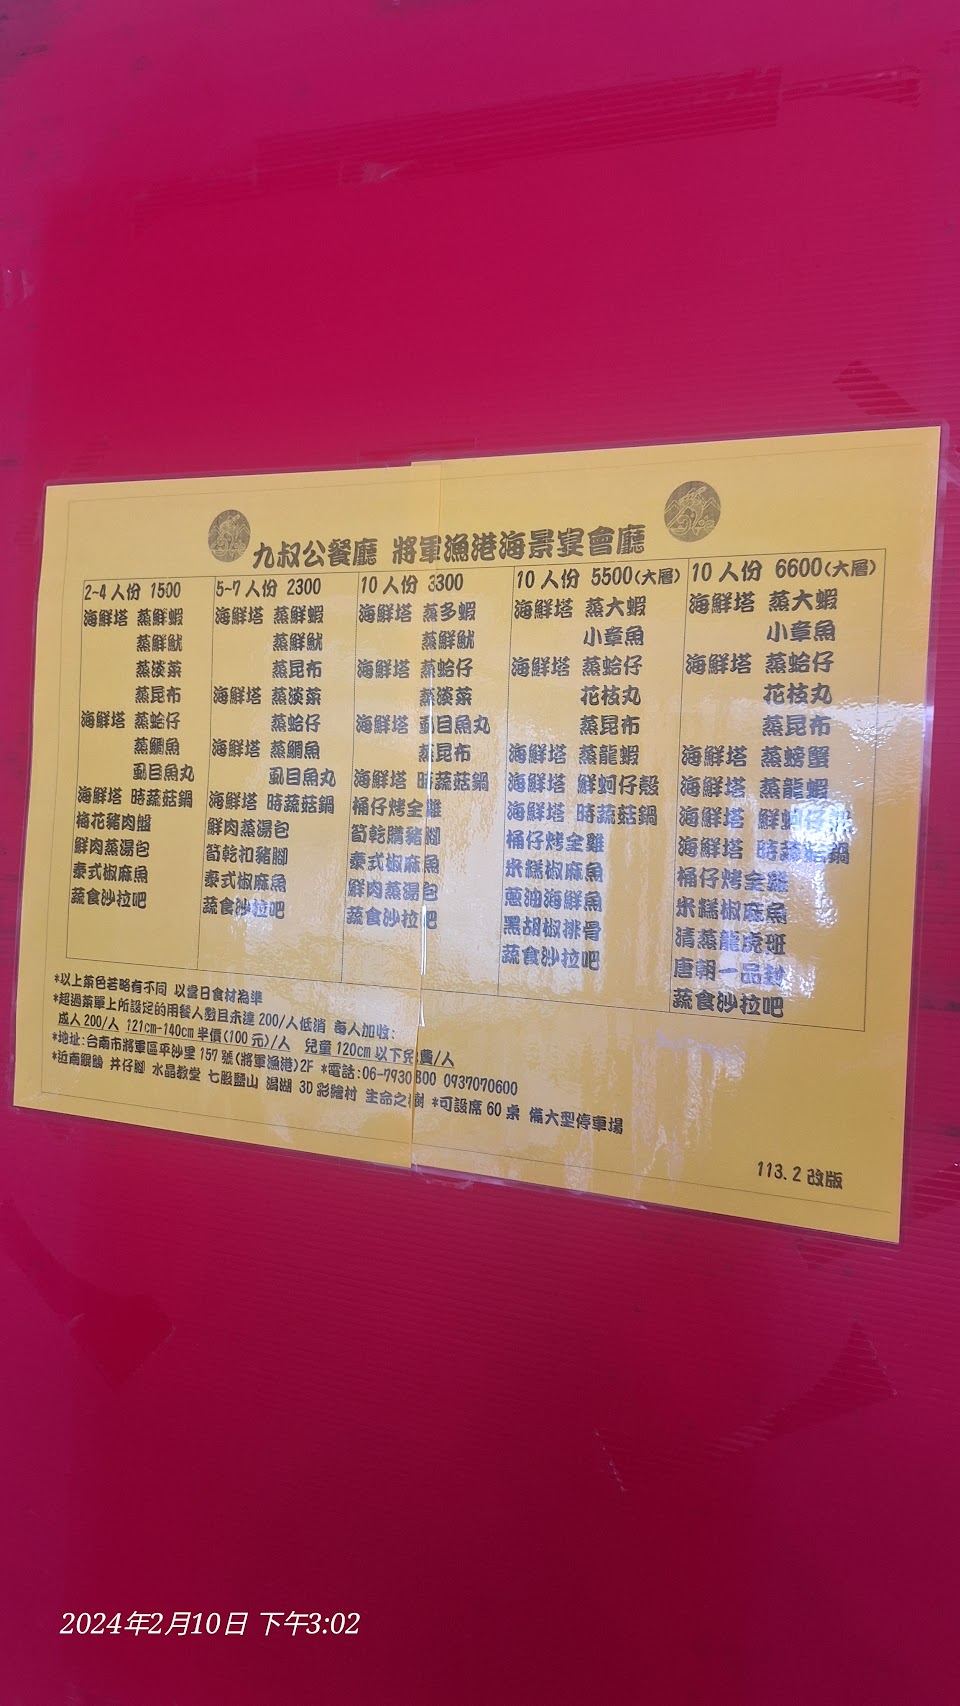 九叔公餐廳 將軍漁港海景宴會廳
2~4 人份 1500
海鮮塔 蒸鮮蝦
蒸鮮魷
蒸淡菜
蒸昆布
海鮮塔 蒸蛤仔
蒸鯛魚
虱目魚丸
海鮮塔 時蔬菇鍋
梅花豬肉盤
鮮肉蒸湯包
泰式椒麻魚
蔬食沙拉吧
5~7 人份 2300
海鮮塔 蒸鮮蝦
蒸鮮魷
蒸昆布
海鮮塔 蒸淡菜
蒸蛤仔
海鮮塔 蒸鯛魚
虱目魚丸
海鮮塔 時蔬菇鍋
鮮肉蒸湯包
筍乾扣豬腳
泰式椒麻魚
蔬食沙拉吧
10 人份 3300
海鮮塔 蒸多蝦
蒸鮮魷
海鮮塔 蒸蛤仔
蒸淡菜
海鮮塔 虱目魚丸
蒸昆布
海鮮塔 時蔬菇鍋
桶仔烤全雞
筍乾購豬腳
泰式椒麻魚
鮮肉蒸湯包
蔬食沙拉吧
10 人份 5500(大層)
海鮮塔 蒸大蝦
小章魚
海鮮塔 蒸蛤仔
花枝丸
蒸昆布
海鮮塔 蒸龍蝦
海鮮塔 鮮蚵仔殼
海鮮塔 時蔬菇鍋
桶仔烤全雞
米糕椒麻魚
蔥油海鮮魚
黑胡椒排骨
蔬食沙拉吧
10 人份 6600(大層)
海鮮塔 蒸大蝦
小章魚
海鮮塔 蒸蛤仔
花枝丸
蒸昆布
海鮮塔 蒸螃蟹
海鮮塔 蒸龍蝦
海鮮塔 鮮蚵仔殼
海鮮塔 時蔬菇鍋
桶仔烤全雞
米糕椒麻魚
清蒸龍虎斑
唐朝一品封
蔬食沙拉吧
*以上菜色若略有不同 以當日食材為準
*超過菜單上所設定的用餐人數且未達 200/人低消 每人加收:
成人 200/人 121cm-140cm 半價(100 元)/人 兒童 120cm 以下免費/人
*地址:台南市將軍區平沙里 157 號(將軍漁港)2F *電話:06-7930800 0937070600
*近南鯤鯓 井仔腳 水晶教堂 七股鹽山 潟湖 3D 彩繪村 生命之樹 *可設席 60 桌 備大型停車場
113.2 改版
2024年2月10日 下午3:02